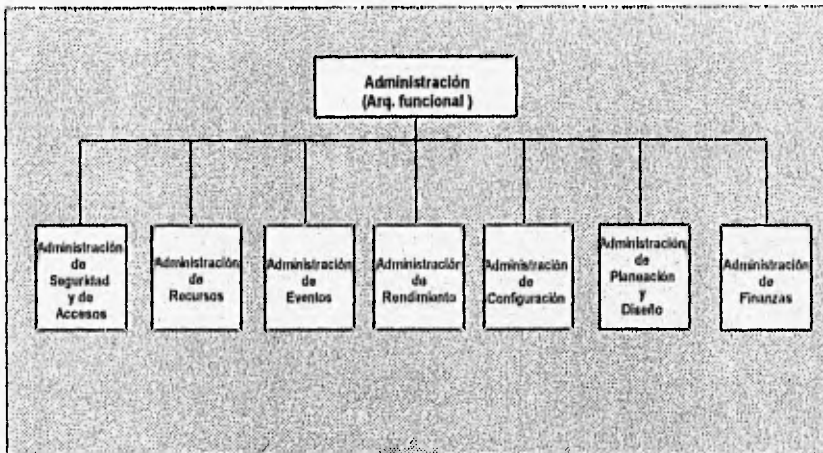 Administración
(Arq. funcional )
Administración
de
Seguridad
y de
Accesos
Administración
de
Recursos
Administración
de
Eventos
Administración
de
Rendimiento
Administración
de
Configuración
Administración
de
Planeación
y
Diseño
Administración
de
Finanzas